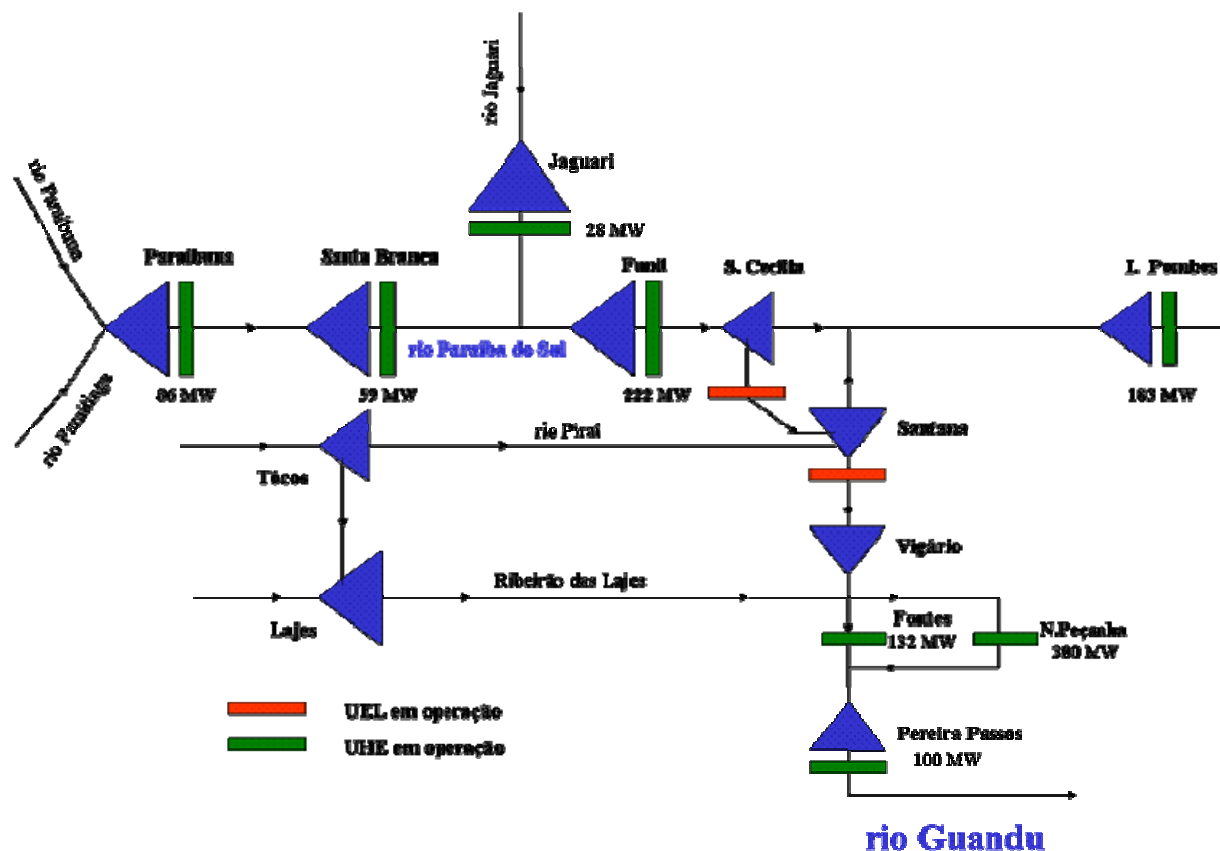 rio Jaguari
Jaguari
28 MW
rio Paraibuna
Paraibuna
Santa Branca
Funil
S. Cecília
I. Pombos
rio Paraíba do Sul
rio Paraitinga
86 MW
59 MW
222 MW
183 MW
Santana
rio Piraí
Tócos
Vigário
Ribeirão das Lajes
Lajes
Fontes
132 MW
N.Peçanha
380 MW
UEL em operação
UHE em operação
Pereira Passos
100 MW
rio Guandu